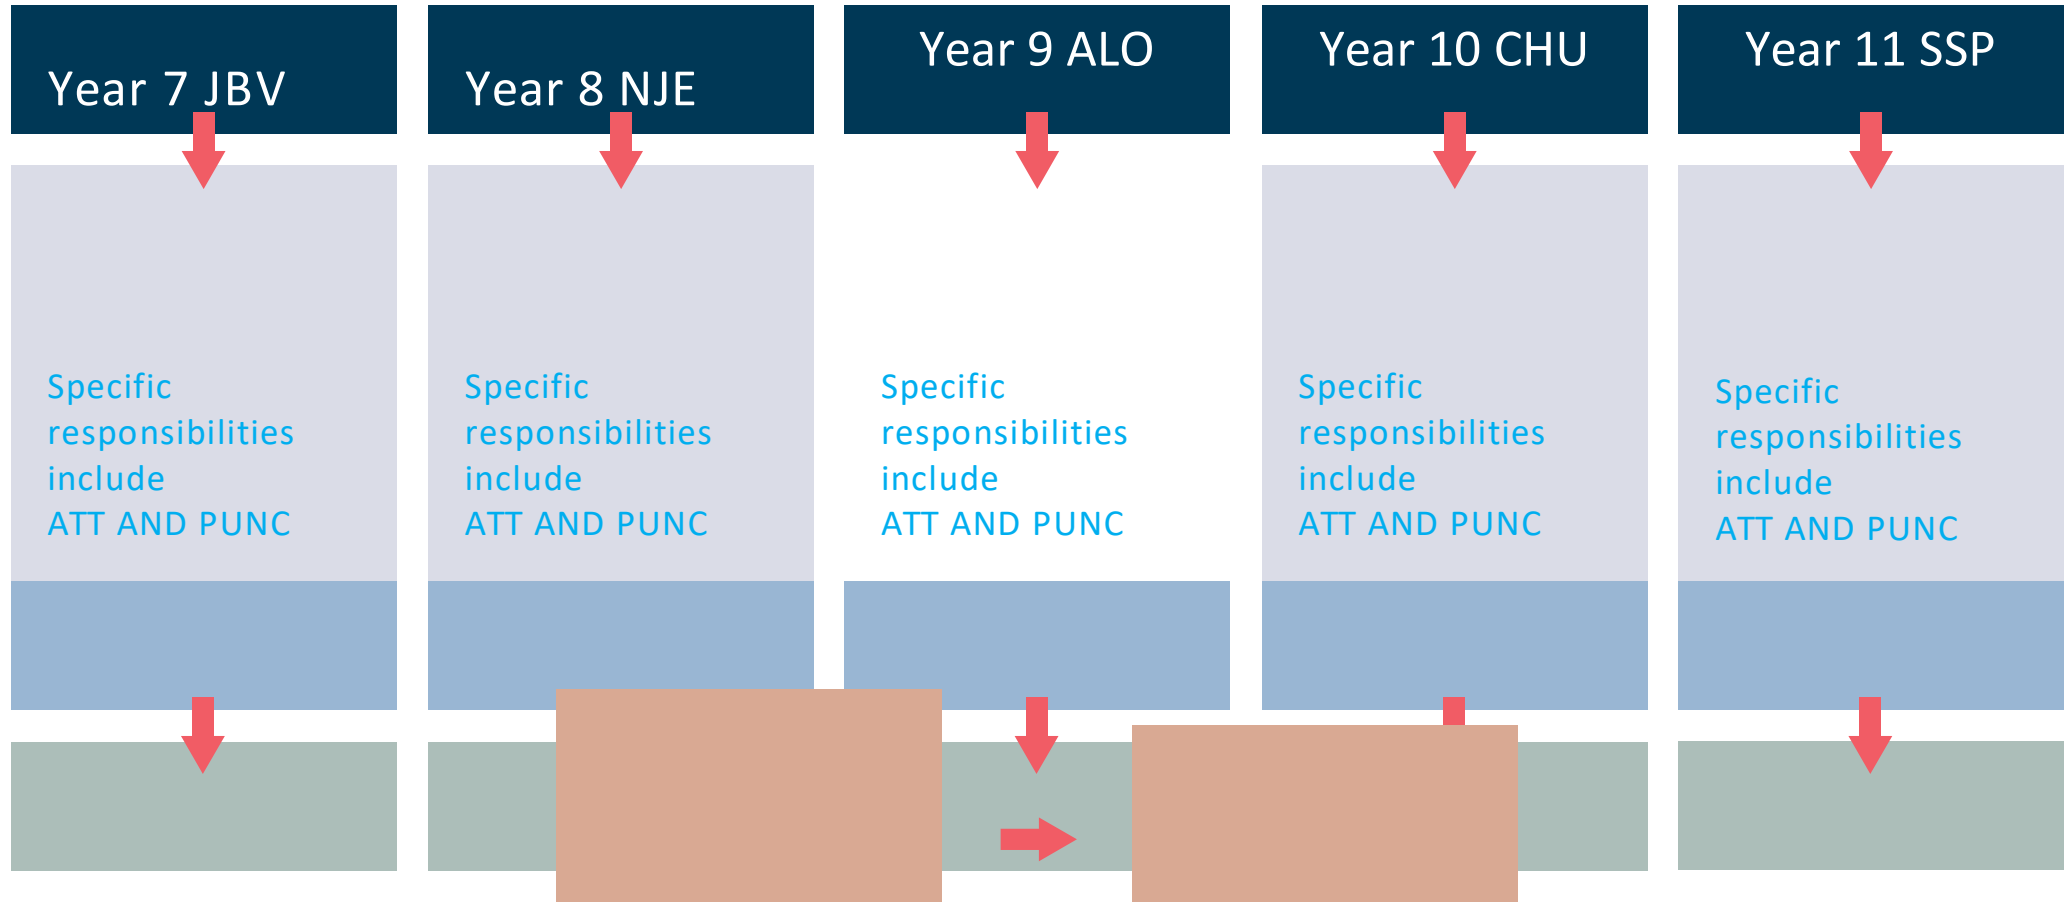 Year 7 JBV
Year 8 NJE
Year 9 ALO
Year 10 CHU
Year 11 SSP
Specific
responsibilities
include
ATT AND PUNC
Specific
responsibilities
include
ATT AND PUNC
Specific
responsibilities
include
ATT AND PUNC
Specific
responsibilities
include
ATT AND PUNC
Specific
responsibilities
include
ATT AND PUNC